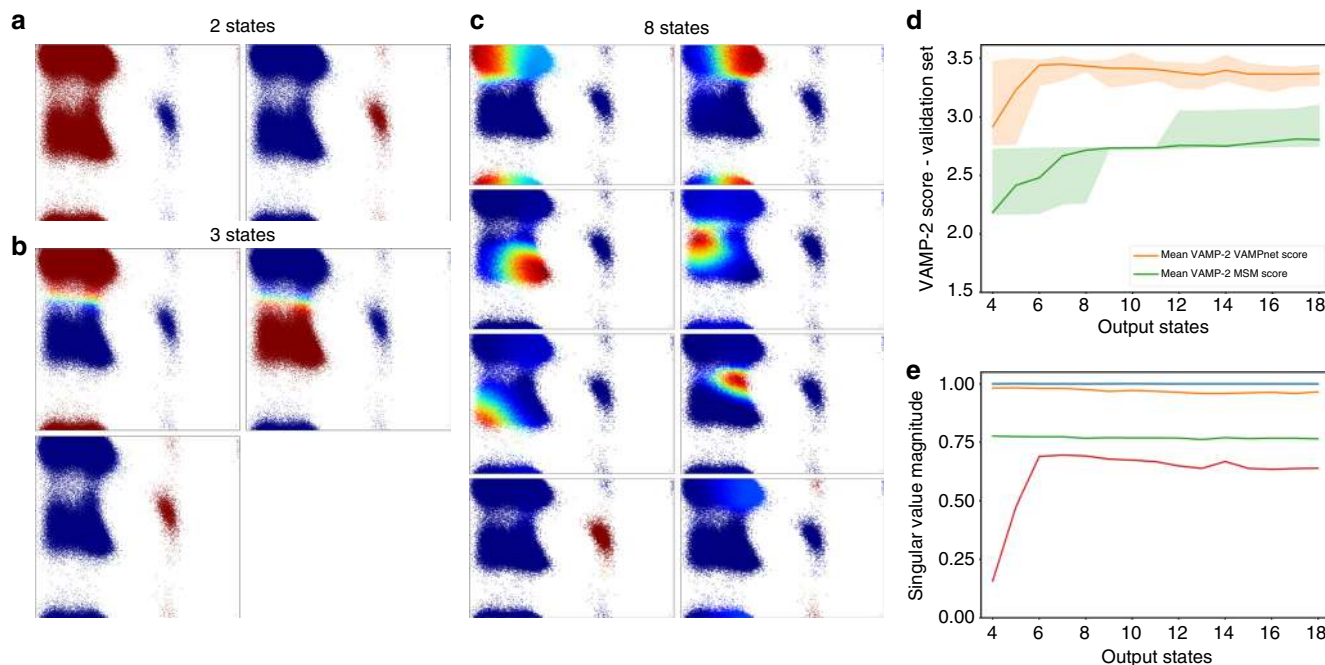 a
2 states
b
3 states
c
8 states
d
VAMP-2 score - validation set
3.5
3.0
2.5
2.0
1.5
Mean VAMP-2 VAMPnet score
Mean VAMP-2 MSM score
4 6 8 10 12 14 16 18
Output states
e
Singular value magnitude
1.00
0.75
0.50
0.25
0.00
4 6 8 10 12 14 16 18
Output states